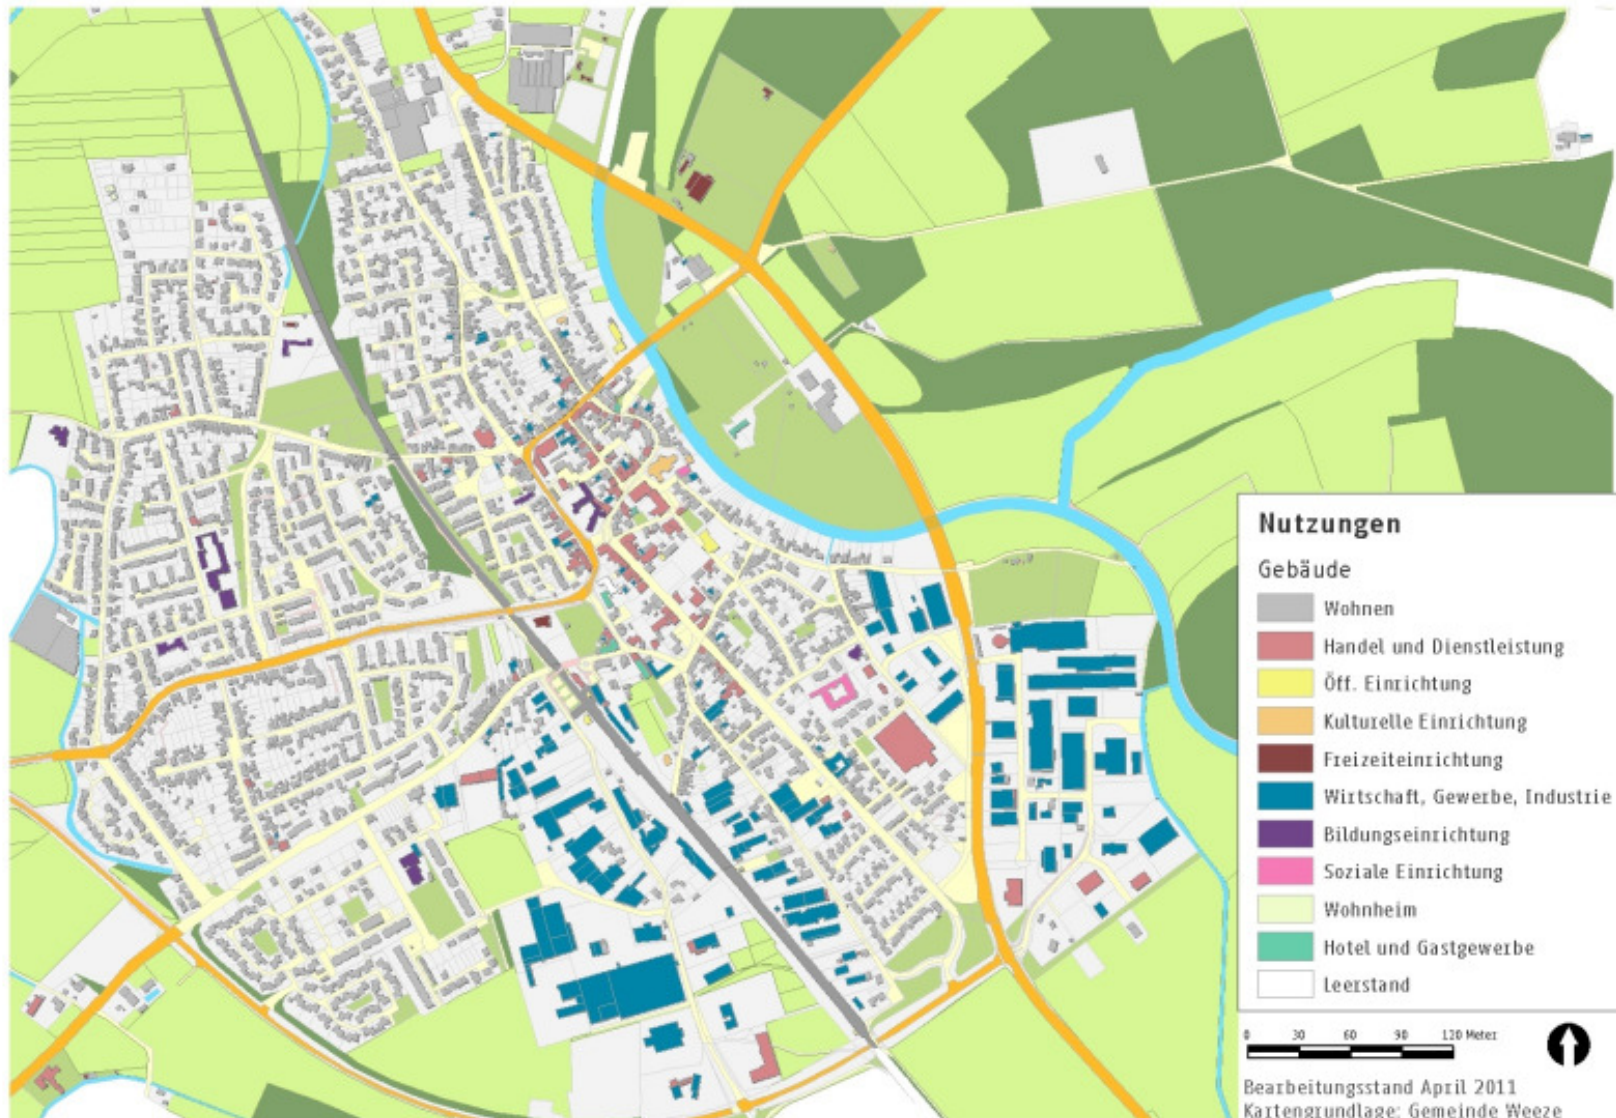 Nutzungen
Gebäude
Wohnen
Handel und Dienstleistung
Öff. Einrichtung
Kulturelle Einrichtung
Freizeiteinrichtung
Wirtschaft, Gewerbe, Industrie
Bildungseinrichtung
Soziale Einrichtung
Wohnheim
Hotel und Gastgewerbe
Leerstand
0 30 60 90 120 Meter
Bearbeitungsstand April 2011
Kartengrundlage: Gemeinde Weeze